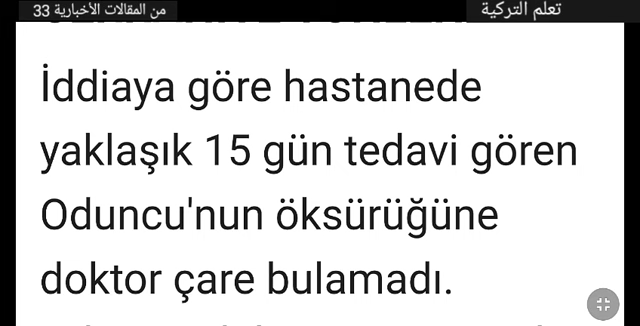 من المقالات الأخبارية 33
تعلم التركية
İddiaya göre hastanede
yaklaşık 15 gün tedavi gören
Oduncu'nun öksürüğüne
doktor çare bulamadı.